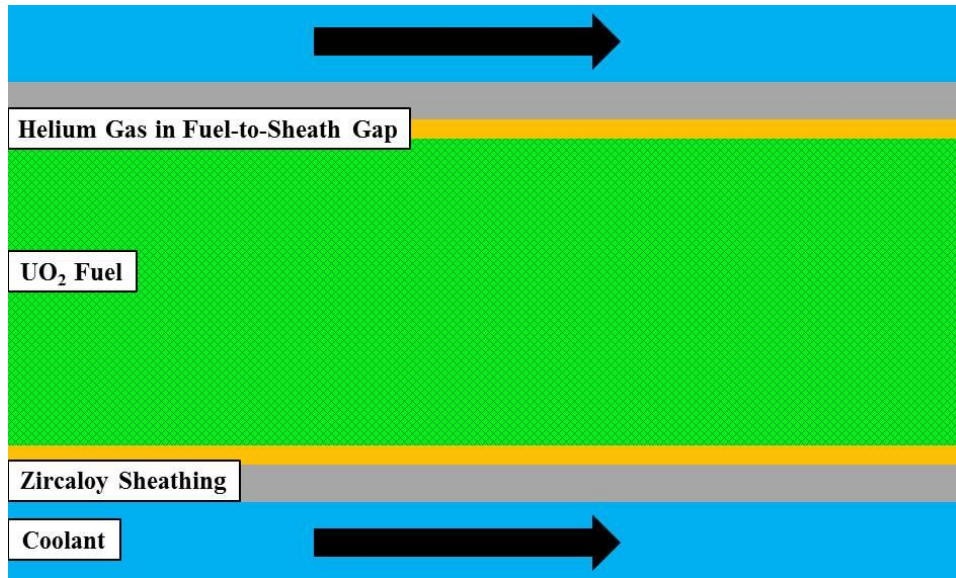 Helium Gas in Fuel-to-Sheath Gap
UO₂ Fuel
Zircaloy Sheathing
Coolant